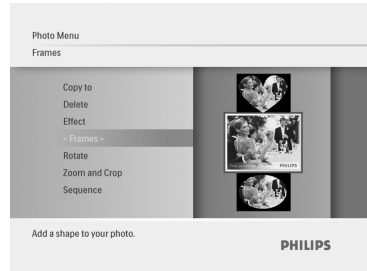 Photo Menu
Frames
Copy to
Delete
Effect
< Frames >
Rotate
Zoom and Crop
Sequence
PHILIPS
Add a shape to your photo.
PHILIPS